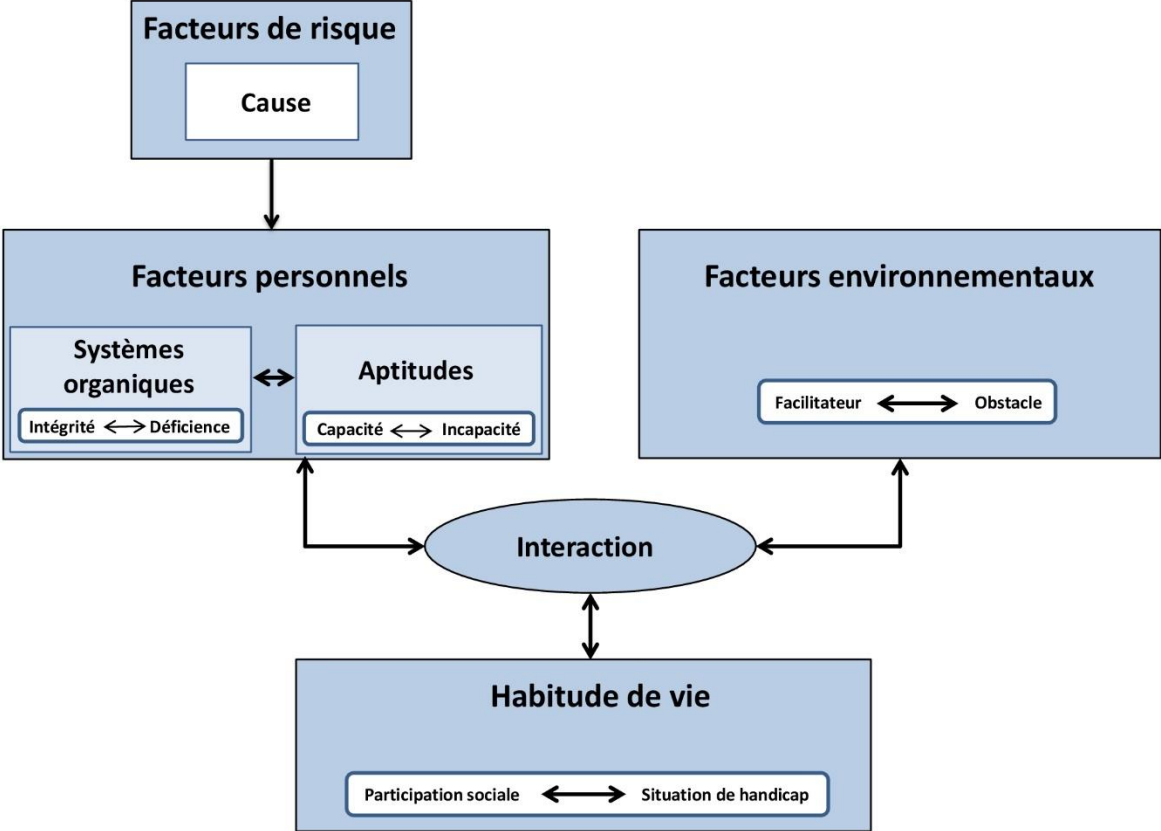 Facteurs de risque
Cause
Facteurs personnels
Systèmes
organiques
Intégrité
Déficience
Aptitudes
Capacité
Incapacité
Facteurs environnementaux
Facilitateur
Obstacle
Interaction
Habitude de vie
Participation sociale
Situation de handicap